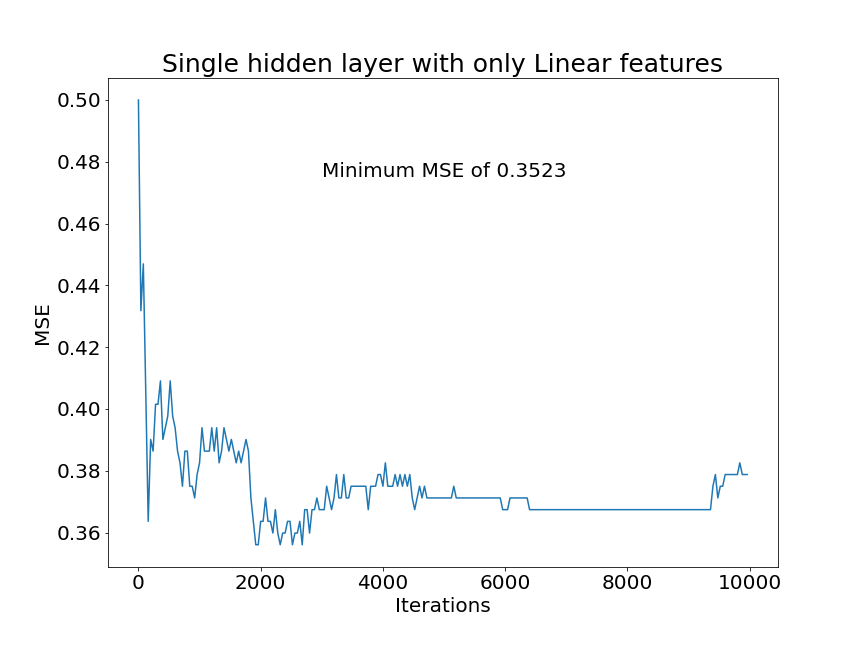 Single hidden layer with only Linear features
0.50
0.48
0.46
0.44
0.42
0.40
0.38
0.36
Minimum MSE of 0.3523
MSE
0 2000 4000 6000 8000 10000
Iterations